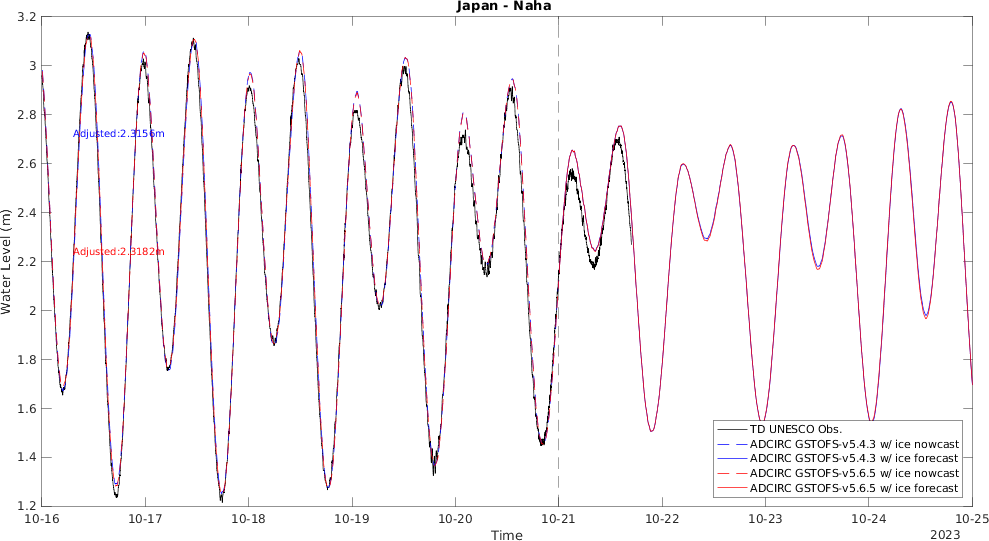 Japan - Naha
3.2
3
2.8
2.6
2.4
2.2
2
1.8
1.6
1.4
1.2
Water Level (m)
Adjusted:2.3156m
Adjusted:2.3182m
TD UNESCO Obs.
ADCIRC GSTOFS-v5.4.3 w/ ice nowcast
ADCIRC GSTOFS-v5.4.3 w/ ice forecast
ADCIRC GSTOFS-v5.6.5 w/ ice nowcast
ADCIRC GSTOFS-v5.6.5 w/ ice forecast
10-16 10-17 10-18 10-19 10-20 10-21 10-22 10-23 10-24 10-25
Time
2023